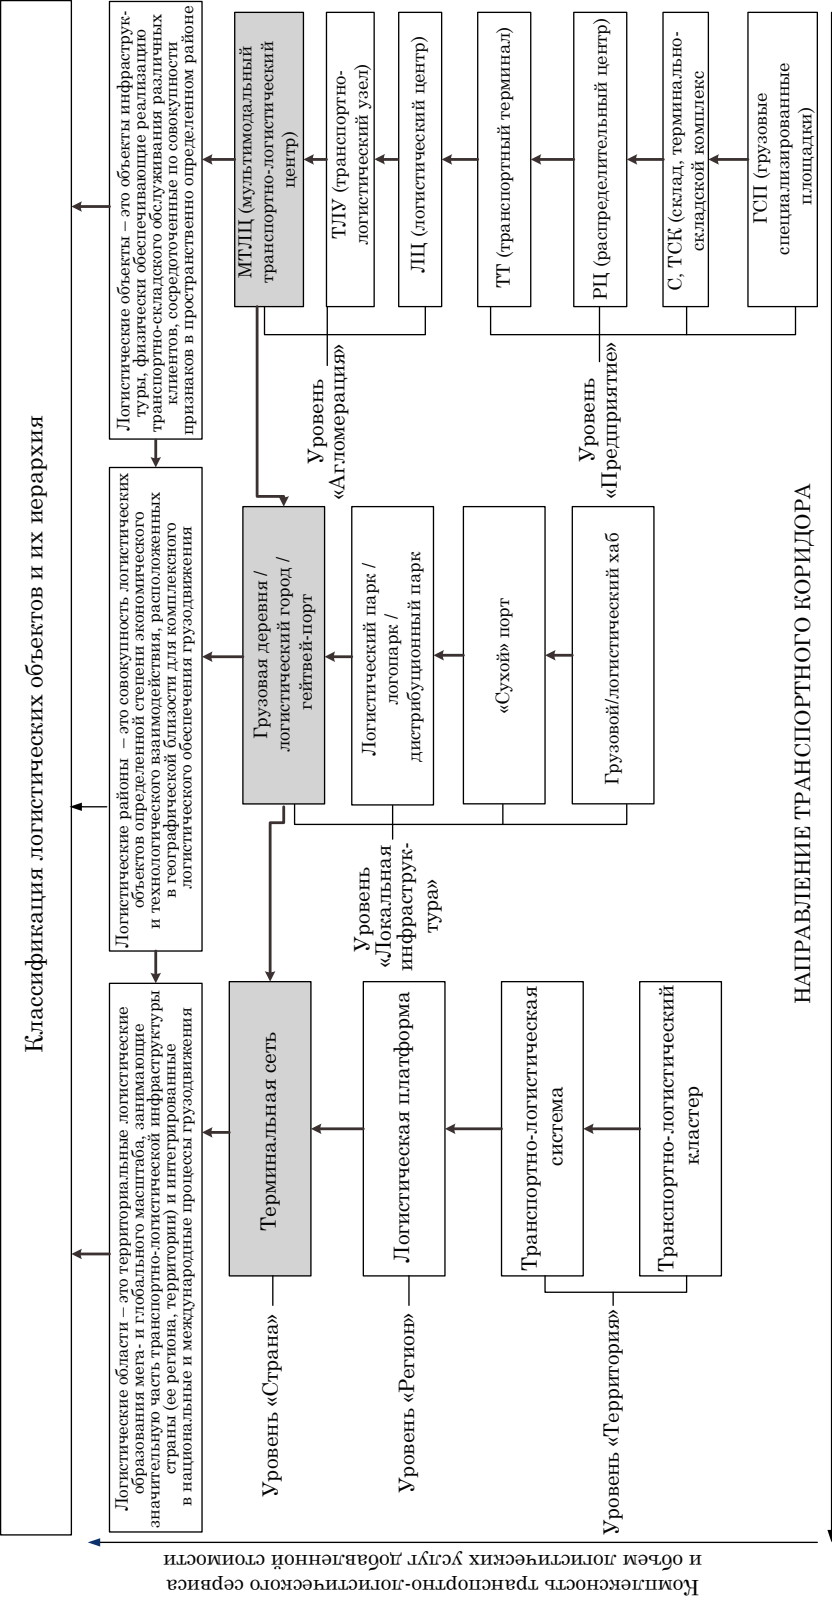 Классификация логистических объектов и их иерархия
Логистические области – это территориальные логистические
образования мега- и глобального масштаба, занимающие
значительную часть транспортно-логистической инфраструктуры
страны (ее региона, территории) и интегрированные
в национальные и международные процессы грузодвижения
Логистические районы – это совокупность логистических
объектов определенной степени экономического
и технологического взаимодействия, расположенных
в географической близости для комплексного
логистического обеспечения грузодвижения
Логистические объекты – это объекты инфраструк-
туры, физически обеспечивающие реализацию
транспортно-складского обслуживания различных
клиентов, сосредоточенные по совокупности
признаков в пространственно определенном районе
Уровень «Страна»
Терминальная сеть
Уровень «Регион»
Логистическая платформа
Уровень «Территория»
Транспортно-логистическая
система
Транспортно-логистический
кластер
Уровень
«Локальная
инфраструк-
тура»
Грузовая деревня /
логистический город /
гейтвей-порт
Логистический парк /
логопарк /
дистрибуционный парк
«Сухой» порт
Грузовой/логистический хаб
Уровень
«Агломерация»
МТЛЦ (мультимодальный
транспортно-логистический
центр)
ТЛУ (транспортно-
логистический узел)
ЛЦ (логистический центр)
Уровень
«Предприятие»
ТТ (транспортный терминал)
РЦ (распределительный центр)
С, ТСК (склад, терминально-
складской комплекс
ГСП (грузовые
специализированные
площадки)
Комплексность транспортно-логистического сервиса
и объем логистических услуг добавленной стоимости
НАПРАВЛЕНИЕ ТРАНСПОРТНОГО КОРИДОРА